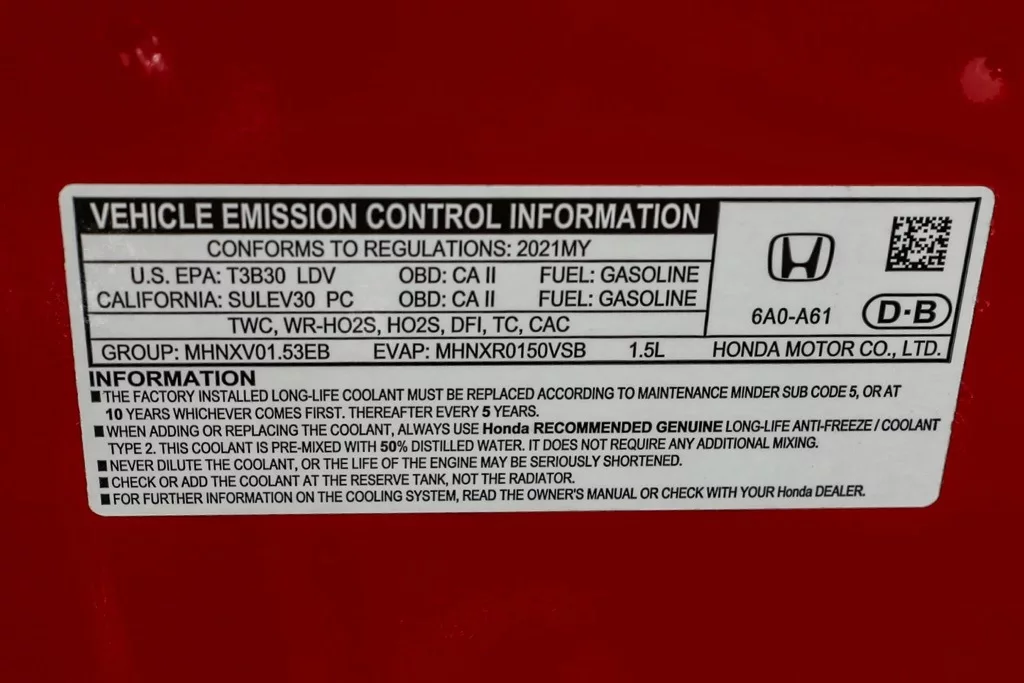 VEHICLE EMISSION CONTROL INFORMATION
CONFORMS TO REGULATIONS: 2021MY
U.S. EPA: T3B30 LDV OBD: CA II FUEL: GASOLINE
CALIFORNIA: SULEV30 PC OBD: CA II FUEL: GASOLINE
TWC, WR-HO2S, HO2S, DFI, TC, CAC
6A0-A61 D·B
GROUP: MHNXV01.53EB EVAP: MHNXR0150VSB 1.5L HONDA MOTOR CO., LTD.
INFORMATION
■ THE FACTORY INSTALLED LONG-LIFE COOLANT MUST BE REPLACED ACCORDING TO MAINTENANCE MINDER SUB CODE 5, OR AT
10 YEARS WHICHEVER COMES FIRST. THEREAFTER EVERY 5 YEARS.
■ WHEN ADDING OR REPLACING THE COOLANT, ALWAYS USE Honda RECOMMENDED GENUINE LONG-LIFE ANTI-FREEZE / COOLANT
TYPE 2. THIS COOLANT IS PRE-MIXED WITH 50% DISTILLED WATER. IT DOES NOT REQUIRE ANY ADDITIONAL MIXING.
■ NEVER DILUTE THE COOLANT, OR THE LIFE OF THE ENGINE MAY BE SERIOUSLY SHORTENED.
■ CHECK OR ADD THE COOLANT AT THE RESERVE TANK, NOT THE RADIATOR.
■ FOR FURTHER INFORMATION ON THE COOLING SYSTEM, READ THE OWNER'S MANUAL OR CHECK WITH YOUR Honda DEALER.